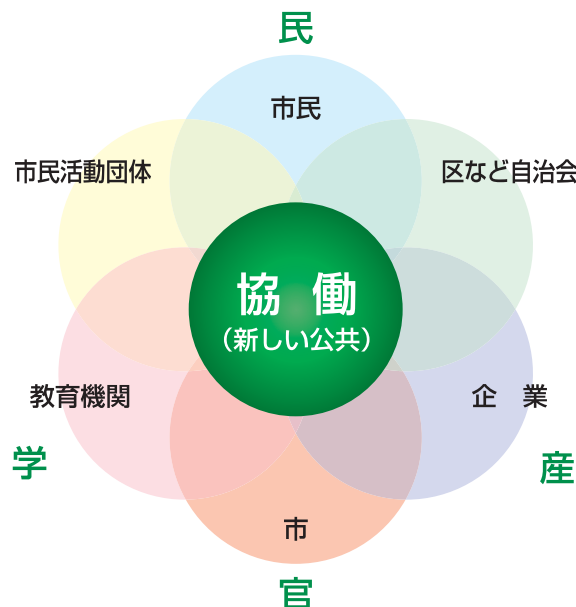 民
市民
市民活動団体
区など自治会
協 働
（新しい公共）
教育機関
企 業
学
産
市
官